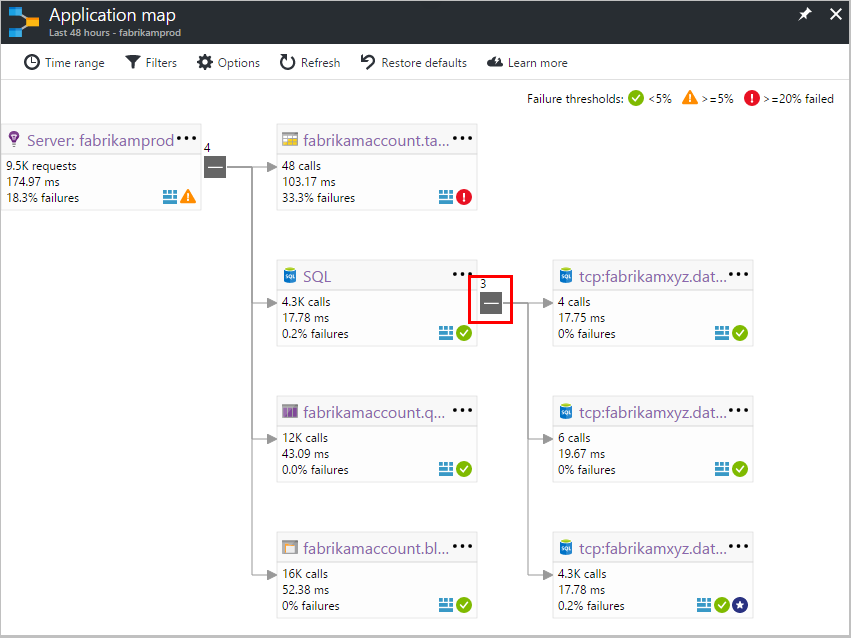 Application map
Last 48 hours - fabrikamprod
Time range Filters Options Refresh Restore defaults Learn more
Failure thresholds: <5% >=5% >=20% failed
Server: fabrikamprod •••
9.5K requests
174.97 ms
18.3% failures
4
fabrikamaccount.ta... •••
48 calls
103.17 ms
33.3% failures
SQL •••
4.3K calls
17.78 ms
0.2% failures
3
tcp:fabrikamxyz.dat... •••
4 calls
17.75 ms
0% failures
fabrikamaccount.q... •••
12K calls
43.09 ms
0.0% failures
tcp:fabrikamxyz.dat... •••
6 calls
19.67 ms
0% failures
fabrikamaccount.bl... •••
16K calls
52.38 ms
0% failures
tcp:fabrikamxyz.dat... •••
4.3K calls
17.78 ms
0.2% failures